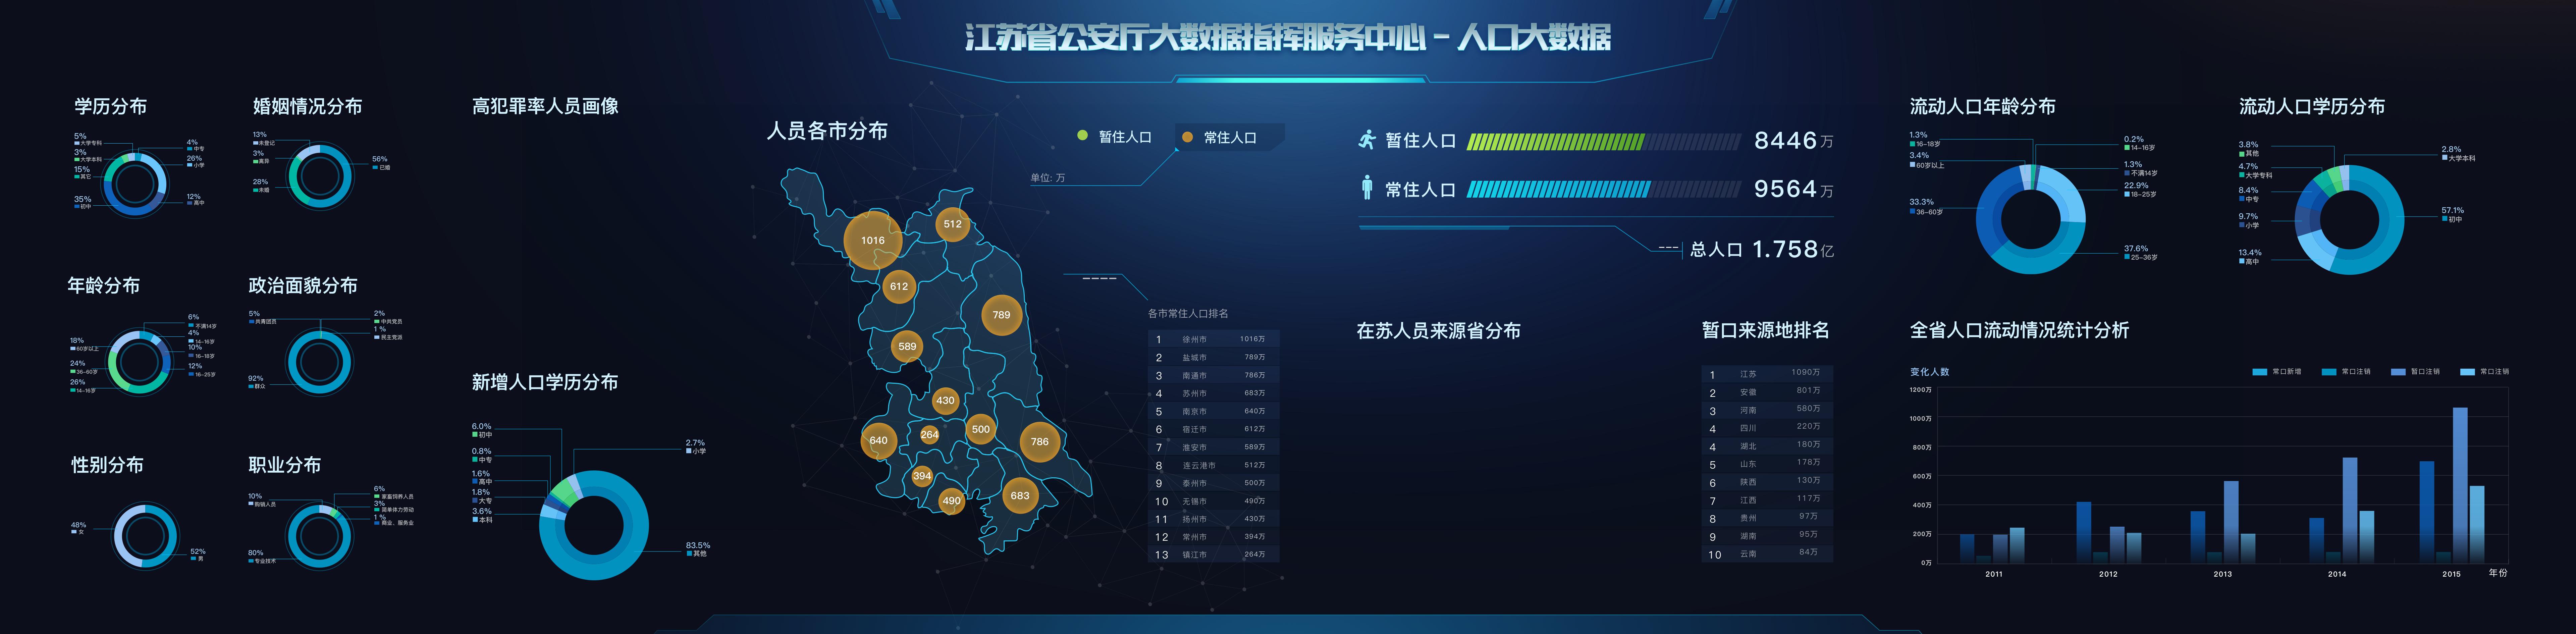 江苏省公安厅大数据指挥服务中心 - 人口大数据
学历分布
5%
大学专科
3%
大学本科
15%
其它
35%
初中
4%
中专
26%
小学
12%
高中
婚姻情况分布
13%
未登记
3%
离异
28%
未婚
56%
已婚
年龄分布
18%
60岁以上
24%
36-60岁
26%
14-16岁
6%
不满14岁
4%
14-16岁
10%
16-18岁
12%
16-25岁
政治面貌分布
5%
共青团员
92%
群众
2%
中共党员
1 %
民主党派
性别分布
48%
女
52%
男
职业分布
10%
购销人员
80%
专业技术
6%
家畜饲养人员
3%
简单体力劳动
1 %
商业、服务业
高犯罪率人员画像
新增人口学历分布
6.0%
初中
0.8%
中专
1.6%
高中
1.8%
大专
3.6%
本科
2.7%
小学
83.5%
其他
人员各市分布
暂住人口
常住人口
单位: 万
1016
512
612
789
589
430
264
500
640
786
394
490
683
各市常住人口排名
1 徐州市 1016万
2 盐城市 789万
3 南通市 786万
4 苏州市 683万
5 南京市 640万
6 宿迁市 612万
7 淮安市 589万
8 连云港市 512万
9 泰州市 500万
10 无锡市 490万
11 扬州市 430万
12 常州市 394万
13 镇江市 264万
暂住人口 8446万
常住人口 9564万
总人口 1.758亿
在苏人员来源省分布
暂口来源地排名
1 江苏 1090万
2 安徽 801万
3 河南 580万
4 四川 220万
4 湖北 180万
5 山东 178万
6 陕西 130万
7 江西 117万
8 贵州 97万
9 湖南 95万
10 云南 84万
流动人口年龄分布
1.3%
16-18岁
3.4%
60岁以上
33.3%
36-60岁
0.2%
14-16岁
1.3%
不满14岁
22.9%
18-25岁
37.6%
25-36岁
流动人口学历分布
3.8%
其他
4.7%
大学专科
8.4%
中专
9.7%
小学
13.4%
高中
2.8%
大学本科
57.1%
初中
全省人口流动情况统计分析
变化人数
常口新增 常口注销 暂口注销 常口注销
1200万
1000万
800万
600万
400万
200万
0万
2011 2012 2013 2014 2015 年份